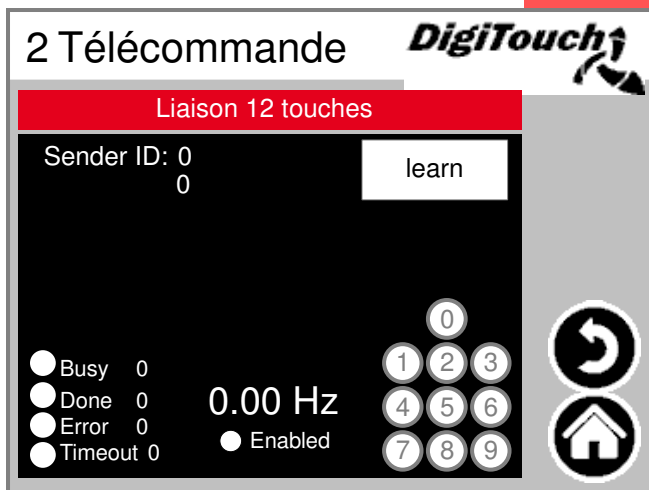 2 Télécommande
DigiTouch
Liaison 12 touches
Sender ID: 0
0
learn
0
1 2 3
4 5 6
7 8 9
Busy 0
Done 0
Error 0
Timeout 0
0.00 Hz
Enabled